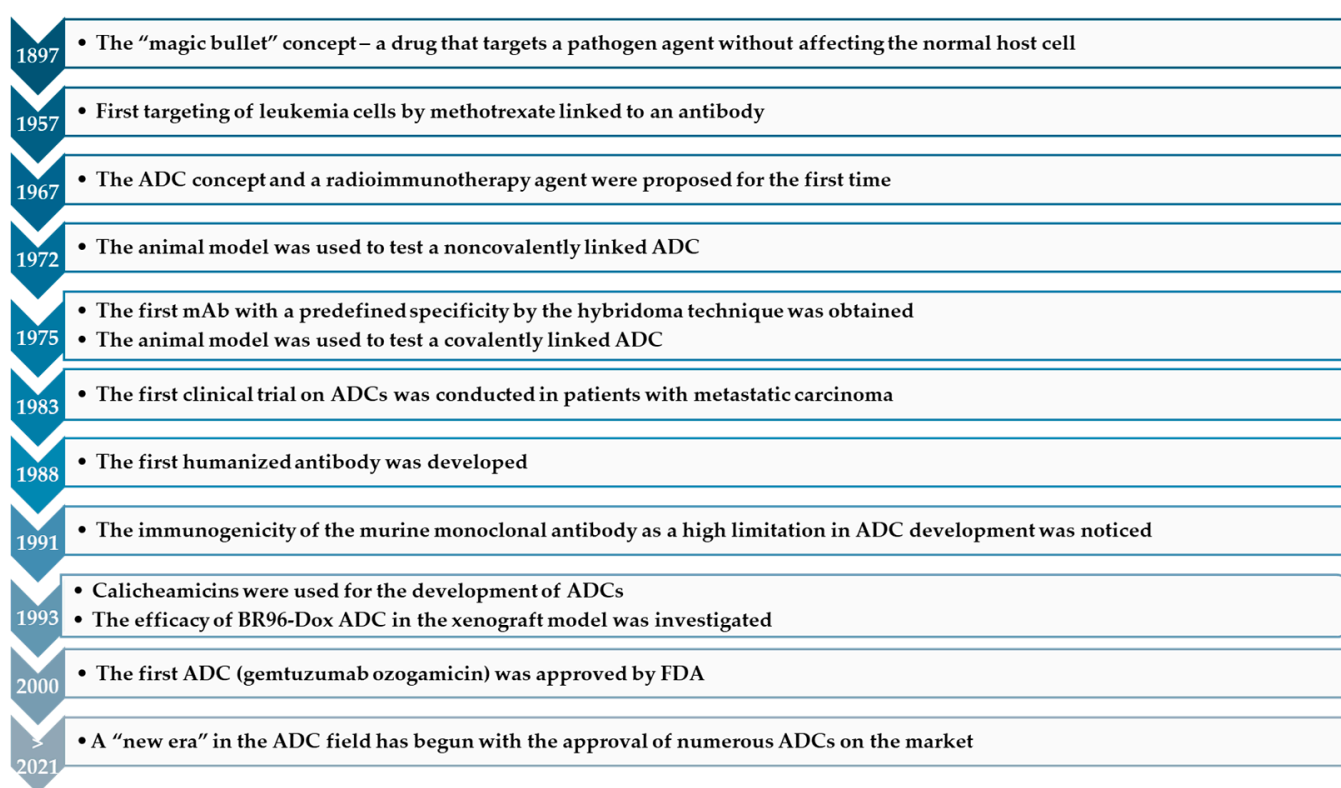 1897
• The “magic bullet” concept – a drug that targets a pathogen agent without affecting the normal host cell
1957
• First targeting of leukemia cells by methotrexate linked to an antibody
1967
• The ADC concept and a radioimmunotherapy agent were proposed for the first time
1972
• The animal model was used to test a noncovalently linked ADC
1975
• The first mAb with a predefined specificity by the hybridoma technique was obtained
• The animal model was used to test a covalently linked ADC
1983
• The first clinical trial on ADCs was conducted in patients with metastatic carcinoma
1988
• The first humanized antibody was developed
1991
• The immunogenicity of the murine monoclonal antibody as a high limitation in ADC development was noticed
1993
• Calicheamicins were used for the development of ADCs
• The efficacy of BR96-Dox ADC in the xenograft model was investigated
2000
• The first ADC (gemtuzumab ozogamicin) was approved by FDA
>
2021
• A “new era” in the ADC field has begun with the approval of numerous ADCs on the market